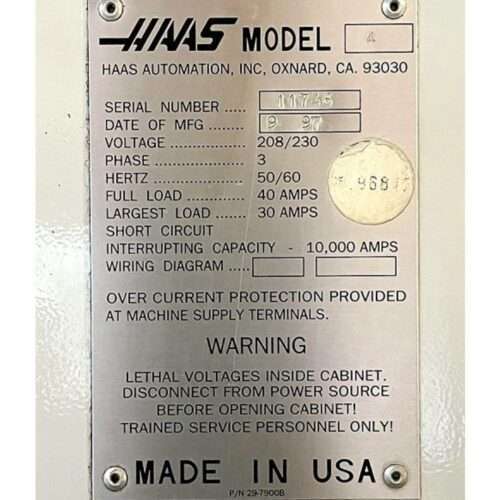 HAAS MODEL 4
HAAS AUTOMATION, INC, OXNARD, CA. 93030
SERIAL NUMBER .....
DATE OF MFG ........ 9 97
VOLTAGE ................ 208/230
PHASE .................... 3
HERTZ .................... 50/60
FULL LOAD ............ 40 AMPS
LARGEST LOAD .... 30 AMPS
SHORT CIRCUIT
INTERRUPTING CAPACITY - 10,000 AMPS
WIRING DIAGRAM .....
OVER CURRENT PROTECTION PROVIDED
AT MACHINE SUPPLY TERMINALS.
WARNING
LETHAL VOLTAGES INSIDE CABINET.
DISCONNECT FROM POWER SOURCE
BEFORE OPENING CABINET!
TRAINED SERVICE PERSONNEL ONLY!
MADE IN USA
P/N 29-7900B